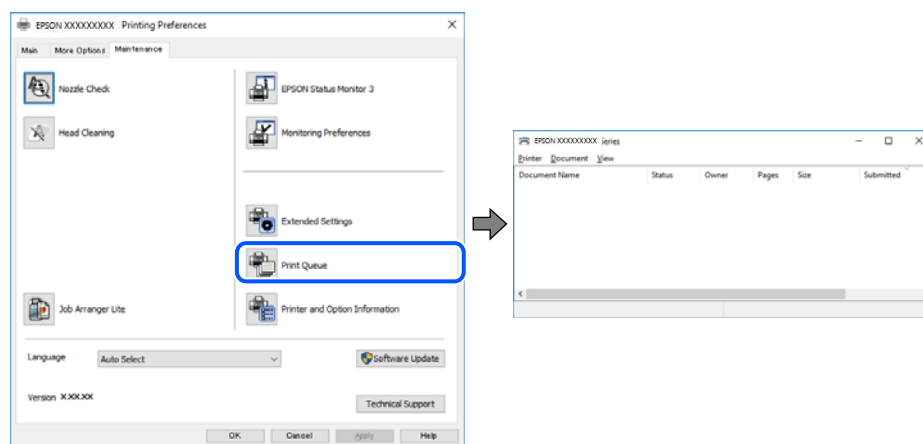 EPSON XXXXXXXXX Printing Preferences
Main More Options Maintenance
Nozzle Check
EPSON Status Monitor 3
Head Cleaning
Monitoring Preferences
Extended Settings
Print Queue
Job Arranger Lite
Printer and Option Information
Language Auto Select Software Update
Version X.XX.XX
Technical Support
OK Cancel Apply Help
EPSON XXXXXXXXX Series
Printer Document View
Document Name Status Owner Pages Size Submitted